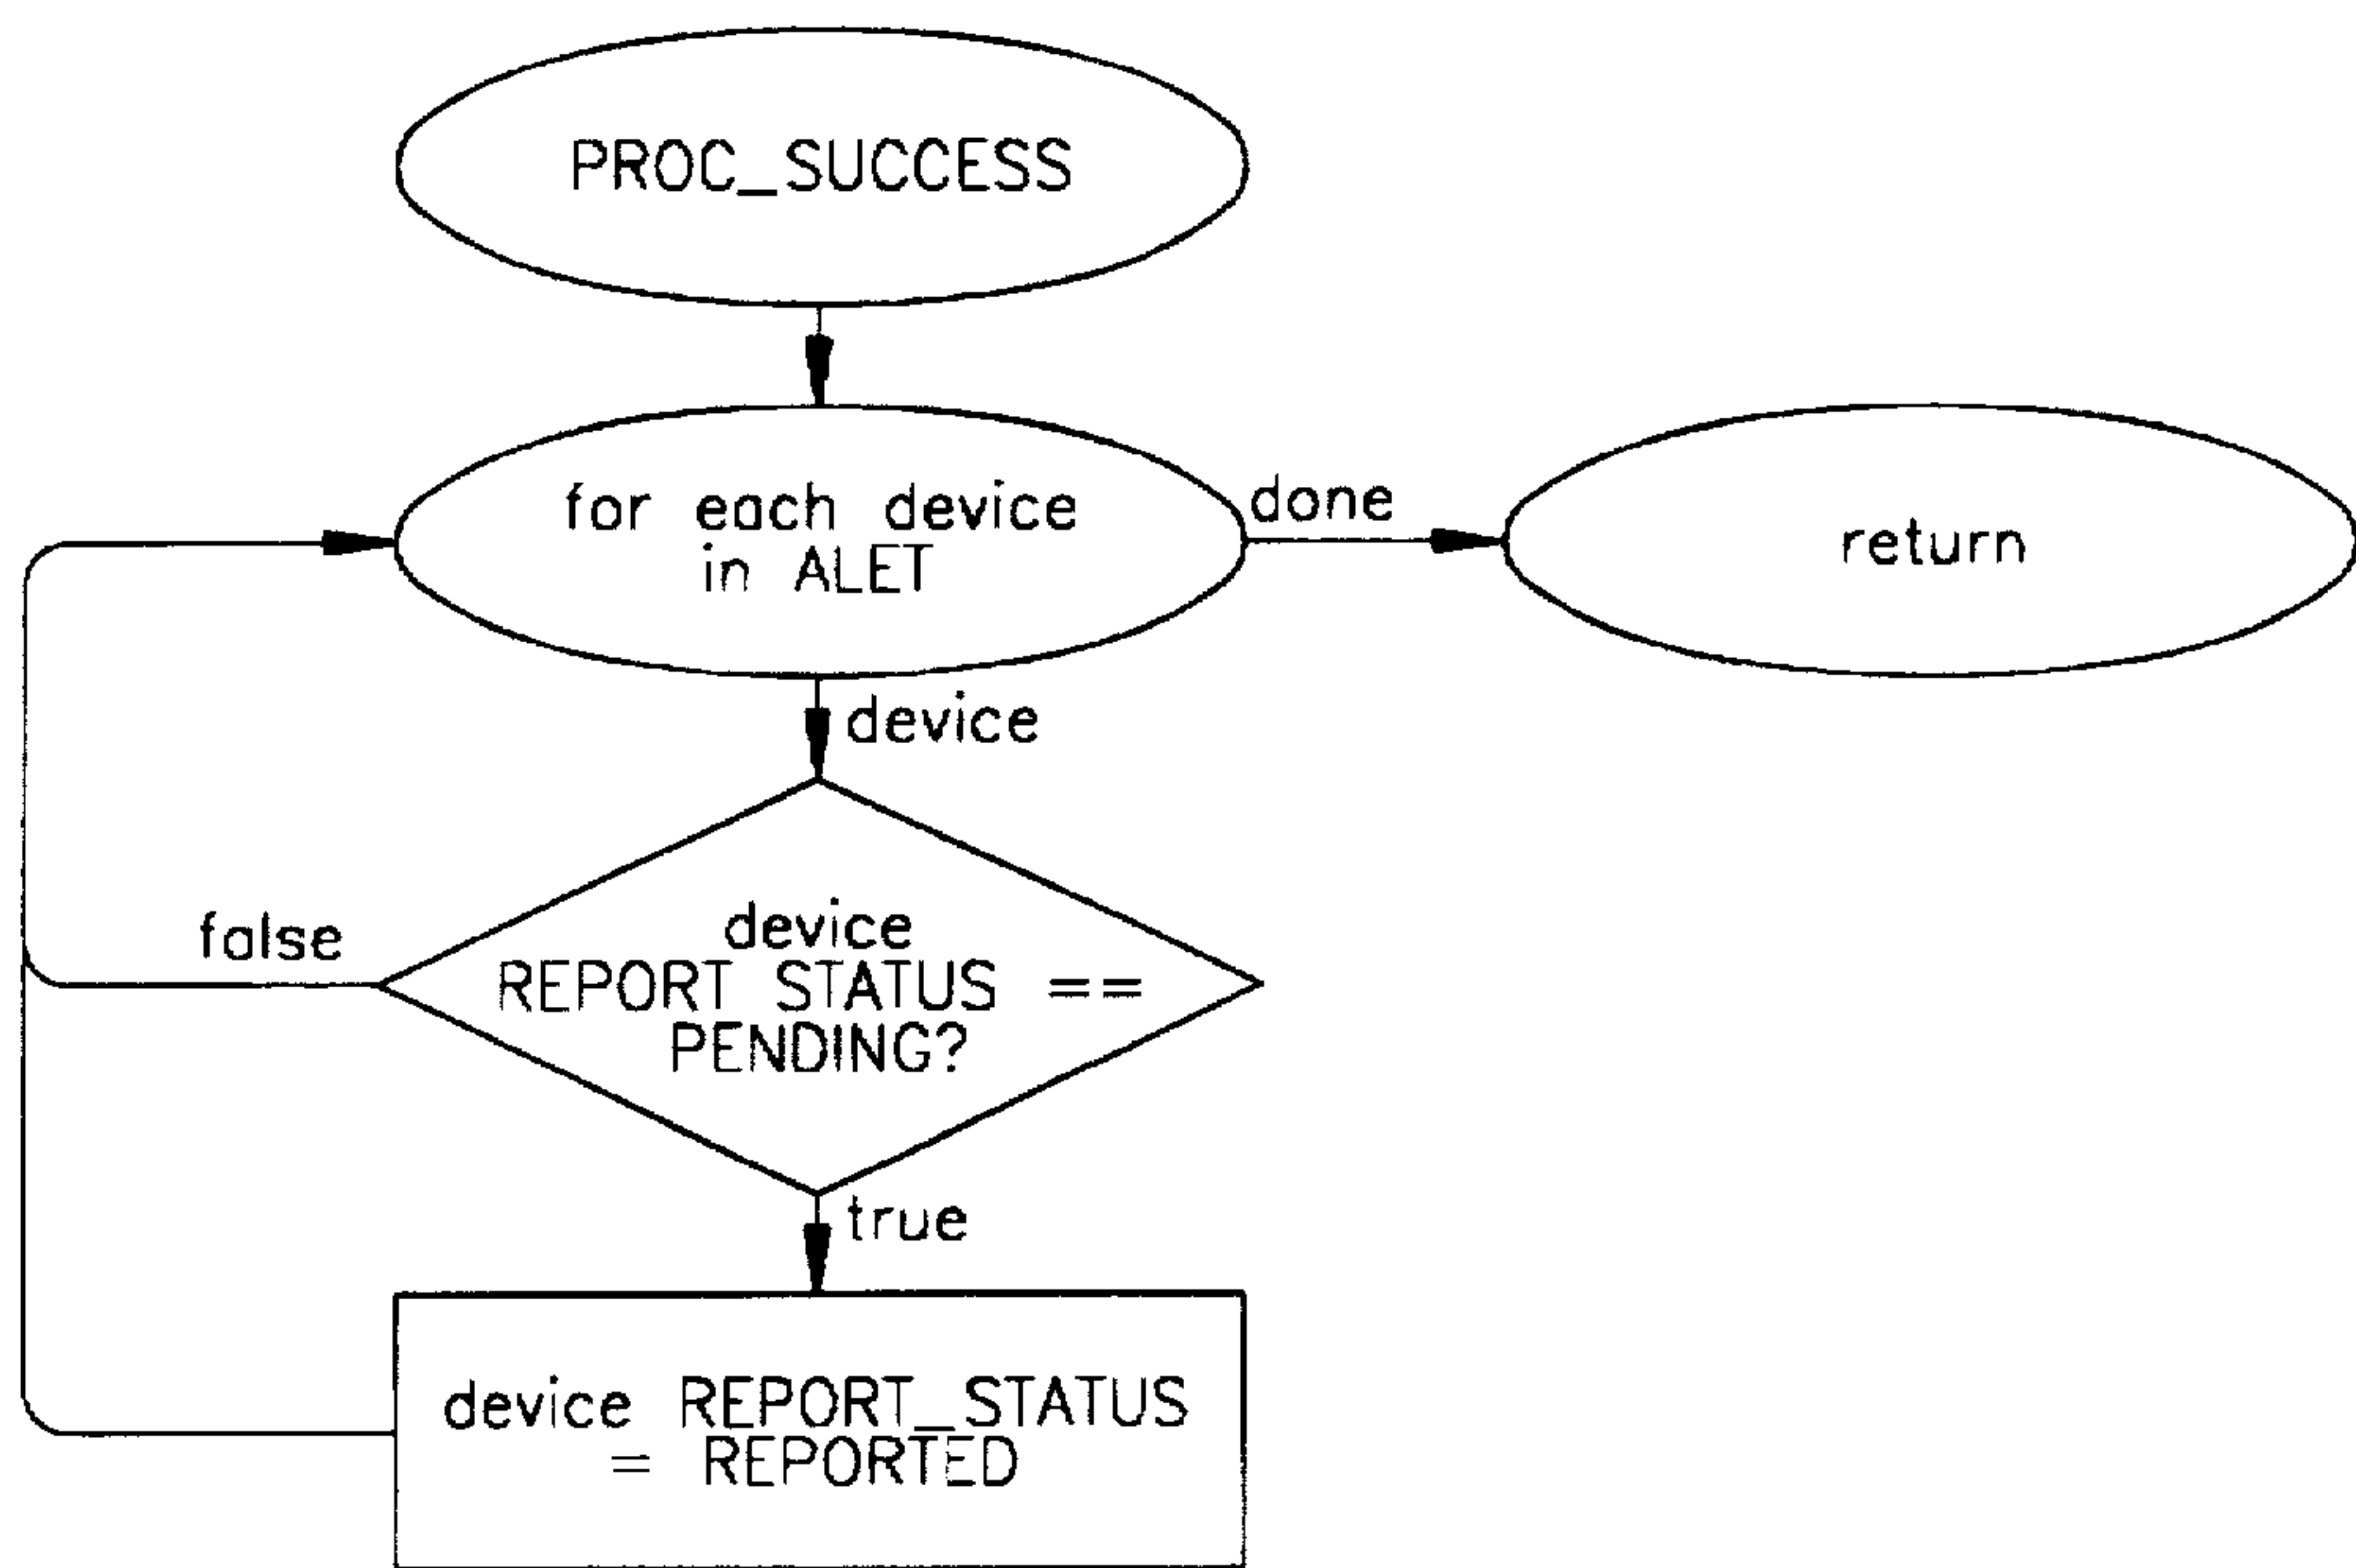 PROC_SUCCESS
for each device
in ALET
done
return
device
device
REPORT STATUS ==
PENDING?
false
true
device REPORT_STATUS
= REPORTED